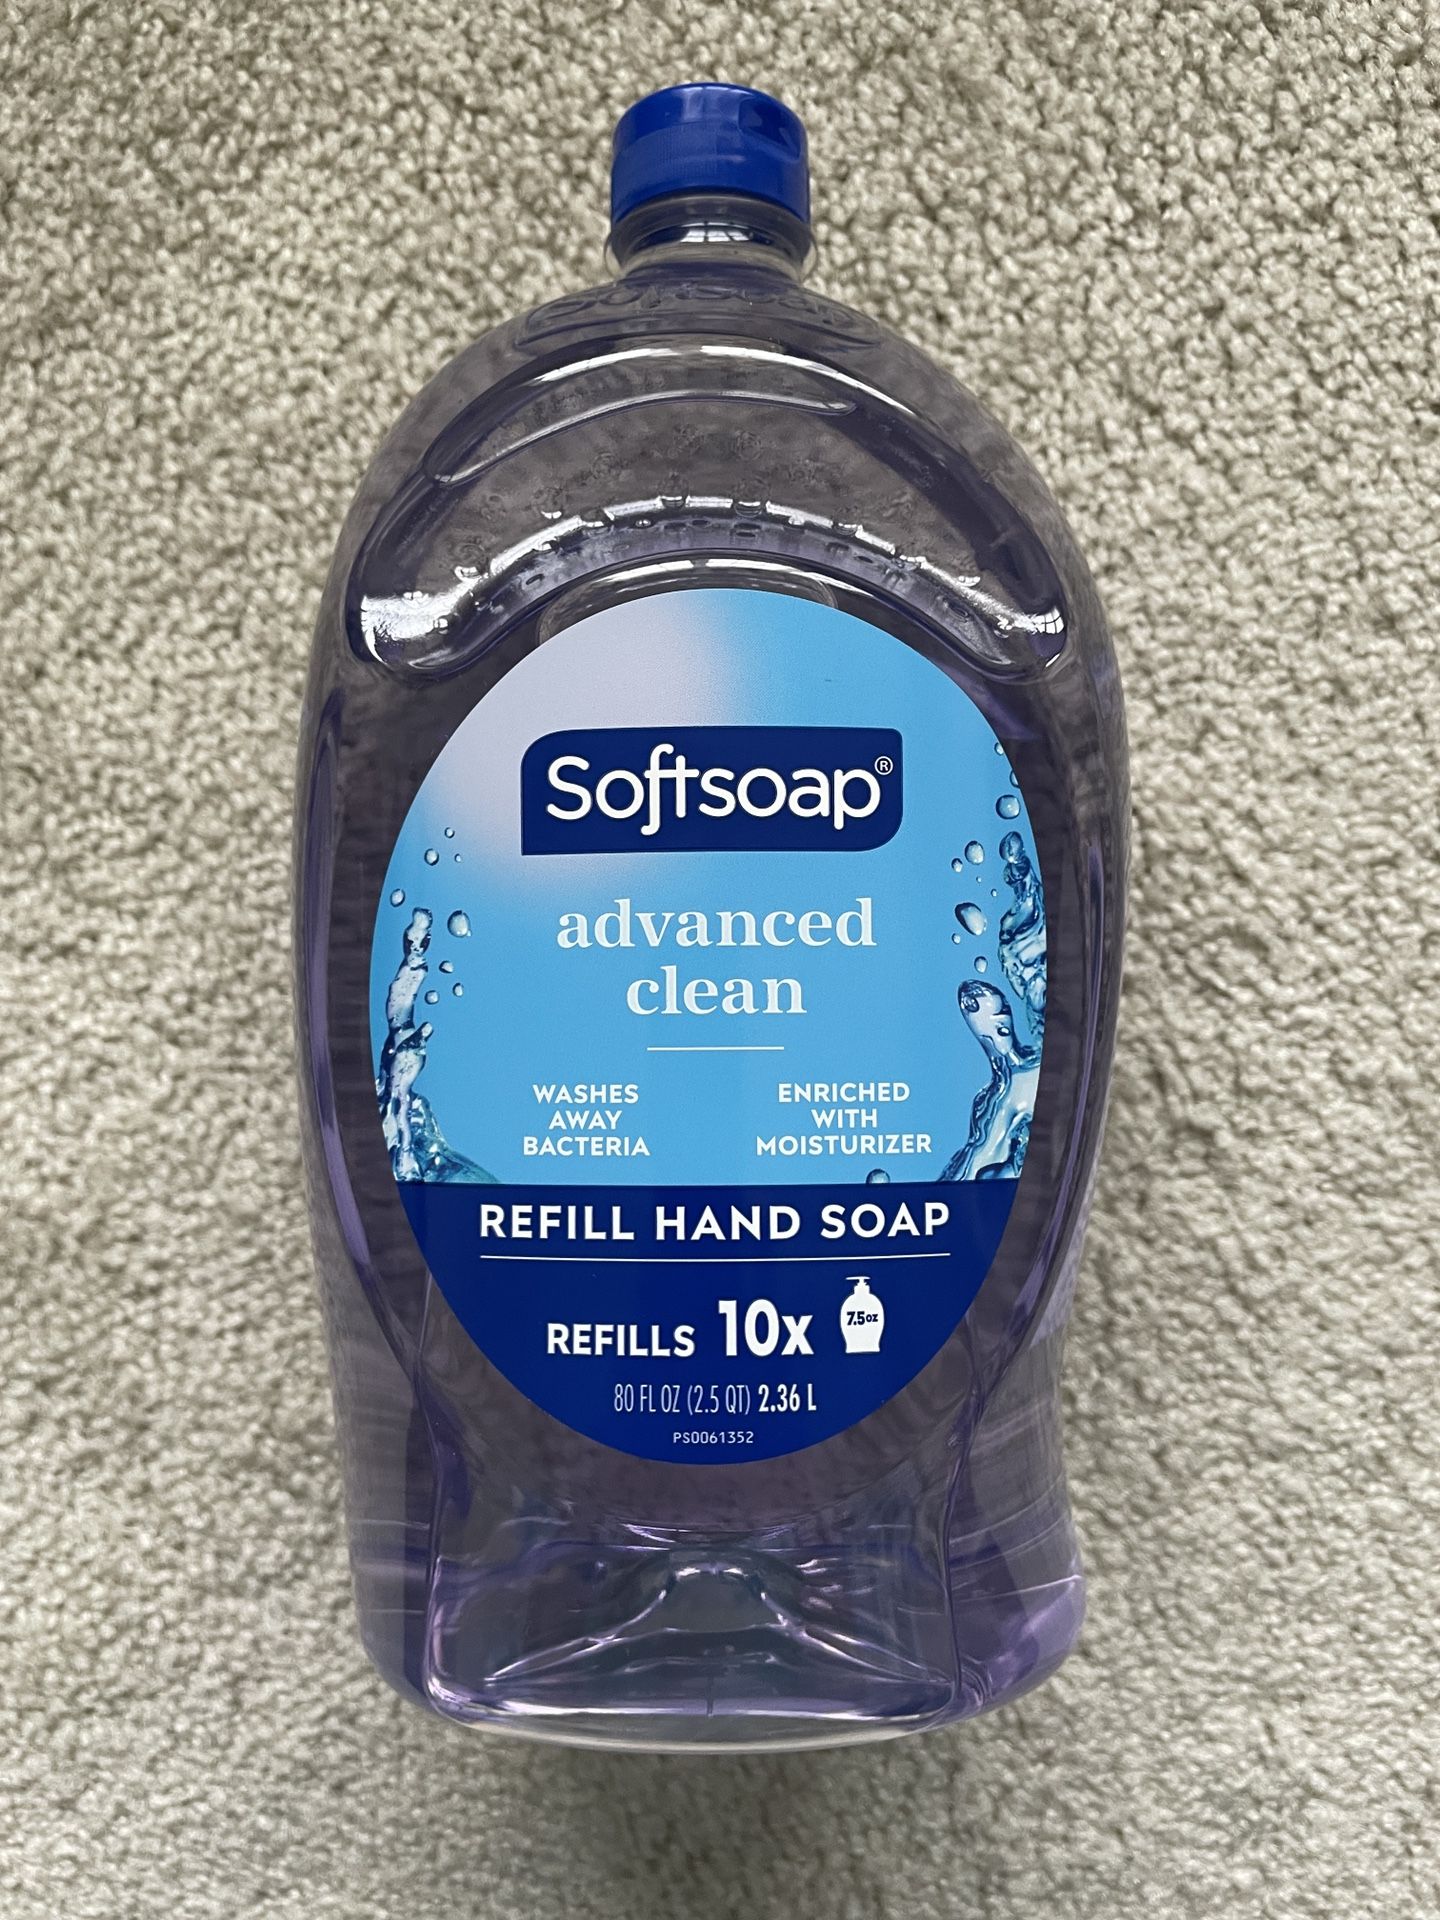 Softsoap
Softsoap®
advanced
clean
WASHES
AWAY
BACTERIA
ENRICHED
WITH
MOISTURIZER
REFILL HAND SOAP
REFILLS 10x 7.5oz
80 FL OZ (2.5 QT) 2.36 L
PS0061352